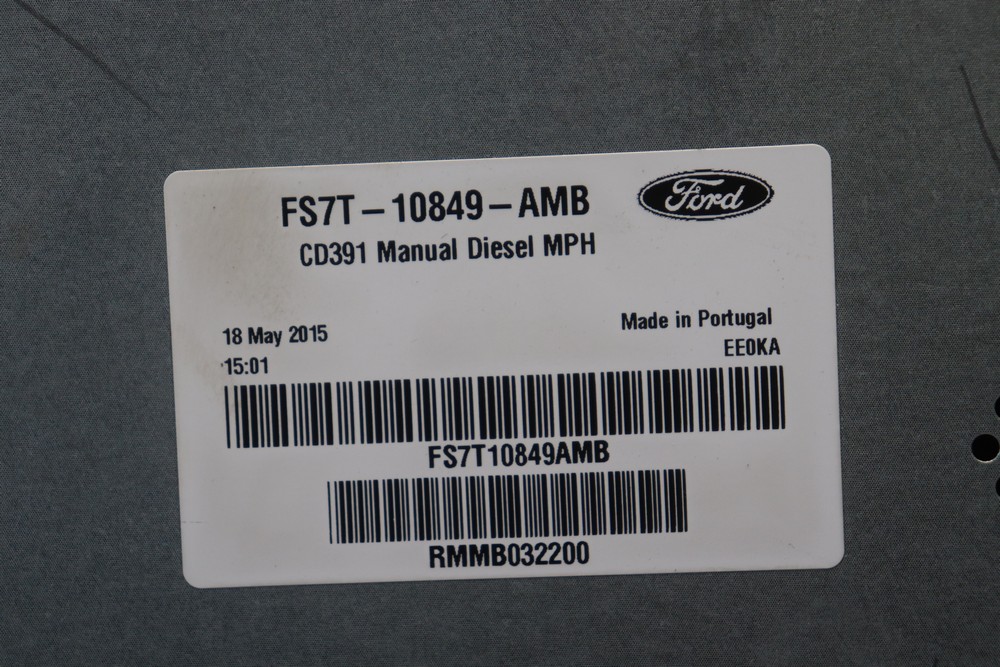 FS7T-10849-AMB
Ford
CD391 Manual Diesel MPH
18 May 2015
Made in Portugal
15:01
EE0KA
FS7T10849AMB
RMMB032200